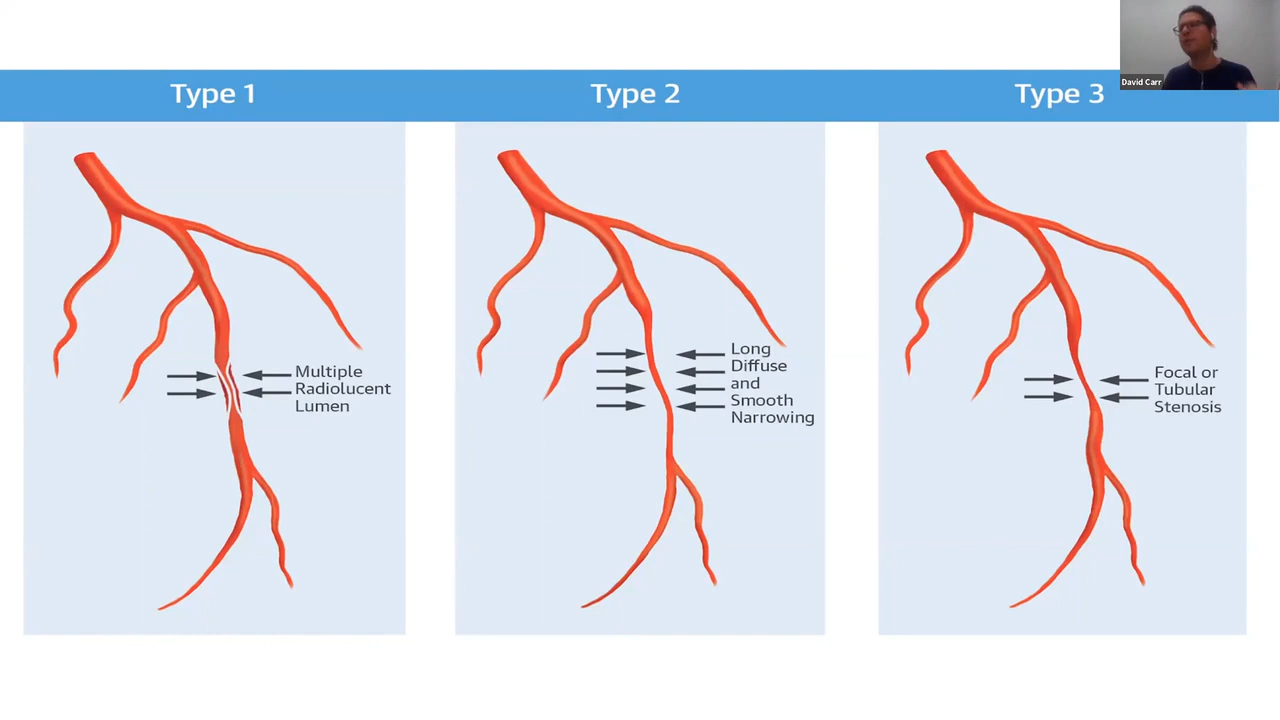 Type 1
Type 2
Type 3
David Carr
Multiple
Radiolucent
Lumen
Long
Diffuse
and
Smooth
Narrowing
Focal or
Tubular
Stenosis